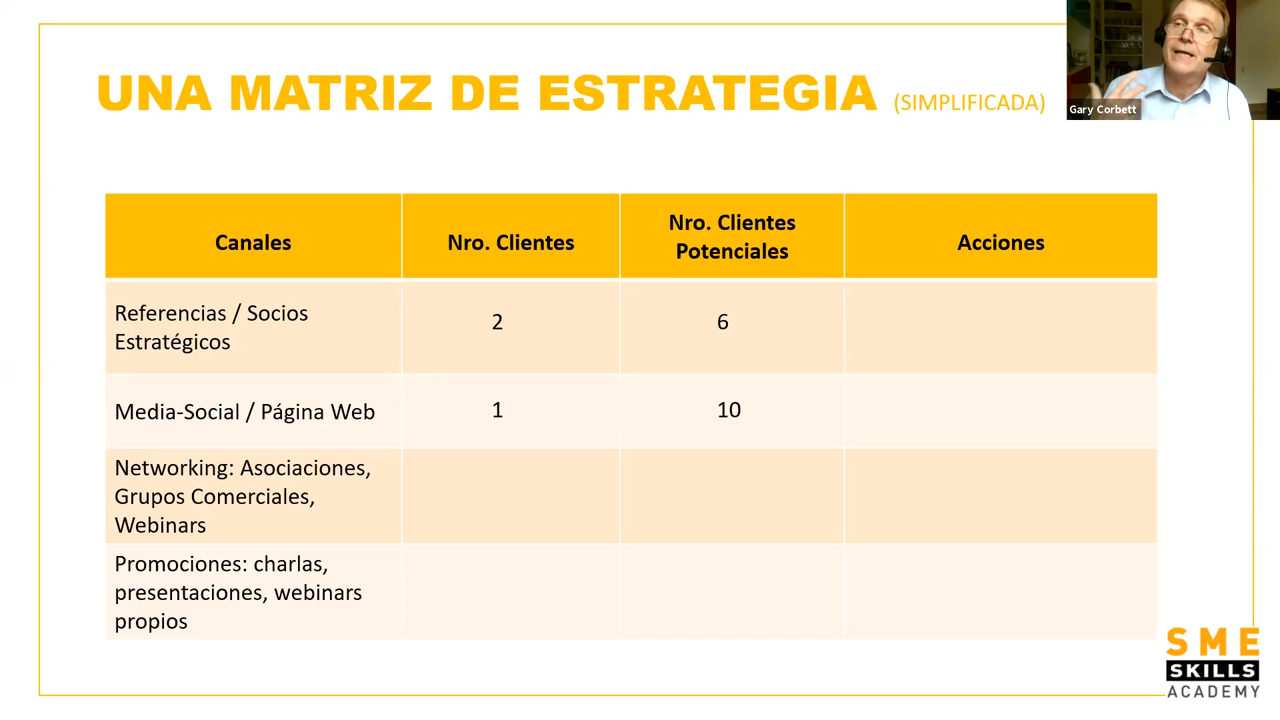 UNA MATRIZ DE ESTRATEGIA (SIMPLIFICADA)
Gary Corbett
Canales
Nro. Clientes
Nro. Clientes
Potenciales
Acciones
Referencias / Socios
Estratégicos
2
6
Media-Social / Página Web
1
10
Networking: Asociaciones,
Grupos Comerciales,
Webinars
Promociones: charlas,
presentaciones, webinars
propios
SME
SKILLS
ACADEMY